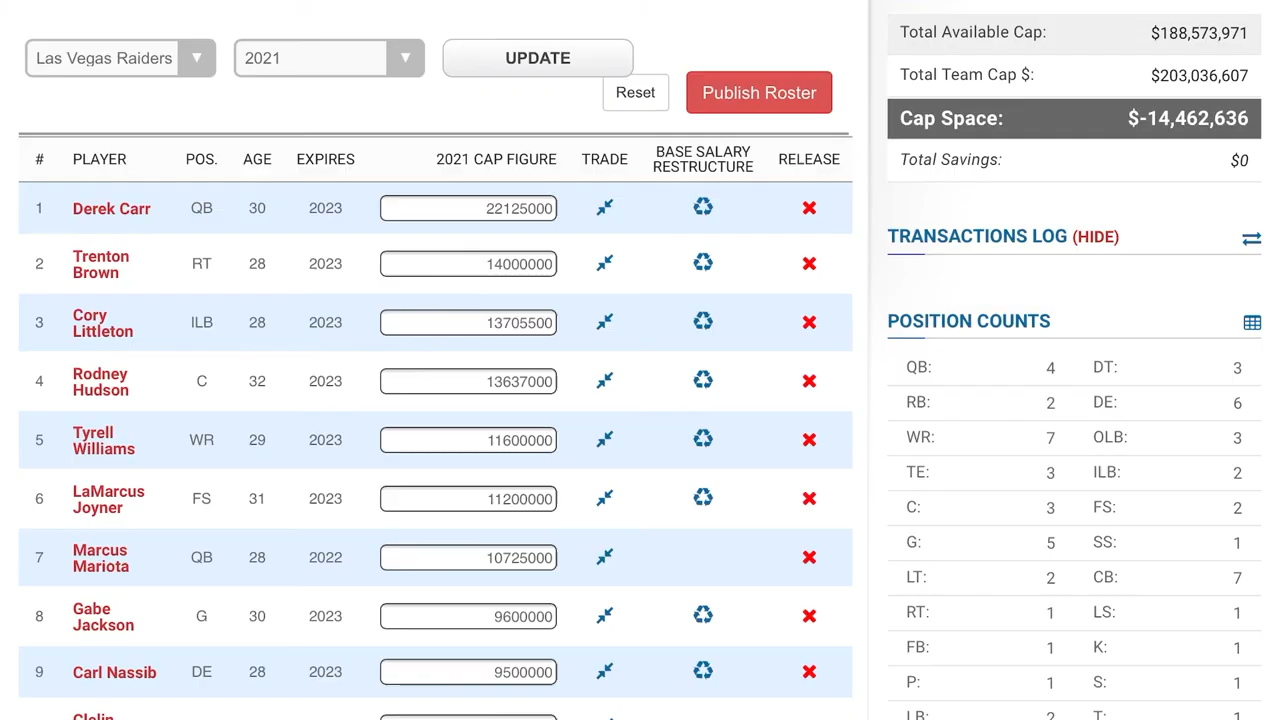 Las Vegas Raiders
2021
UPDATE
Reset
Publish Roster
# PLAYER POS. AGE EXPIRES 2021 CAP FIGURE TRADE BASE SALARY RESTRUCTURE RELEASE
1 Derek Carr QB 30 2023 22125000
2 Trenton Brown RT 28 2023 14000000
3 Cory Littleton ILB 28 2023 13705500
4 Rodney Hudson C 32 2023 13637000
5 Tyrell Williams WR 29 2023 11600000
6 LaMarcus Joyner FS 31 2023 11200000
7 Marcus Mariota QB 28 2022 10725000
8 Gabe Jackson G 30 2023 9600000
9 Carl Nassib DE 28 2023 9500000
Clelin
Total Available Cap: $188,573,971
Total Team Cap $: $203,036,607
Cap Space: $-14,462,636
Total Savings: $0
TRANSACTIONS LOG (HIDE)
POSITION COUNTS
QB: 4 DT: 3
RB: 2 DE: 6
WR: 7 OLB: 3
TE: 3 ILB: 2
C: 3 FS: 2
G: 5 SS: 1
LT: 2 CB: 7
RT: 1 LS: 1
FB: 1 K: 1
P: 1 S: 1
LB: 2 T: 1